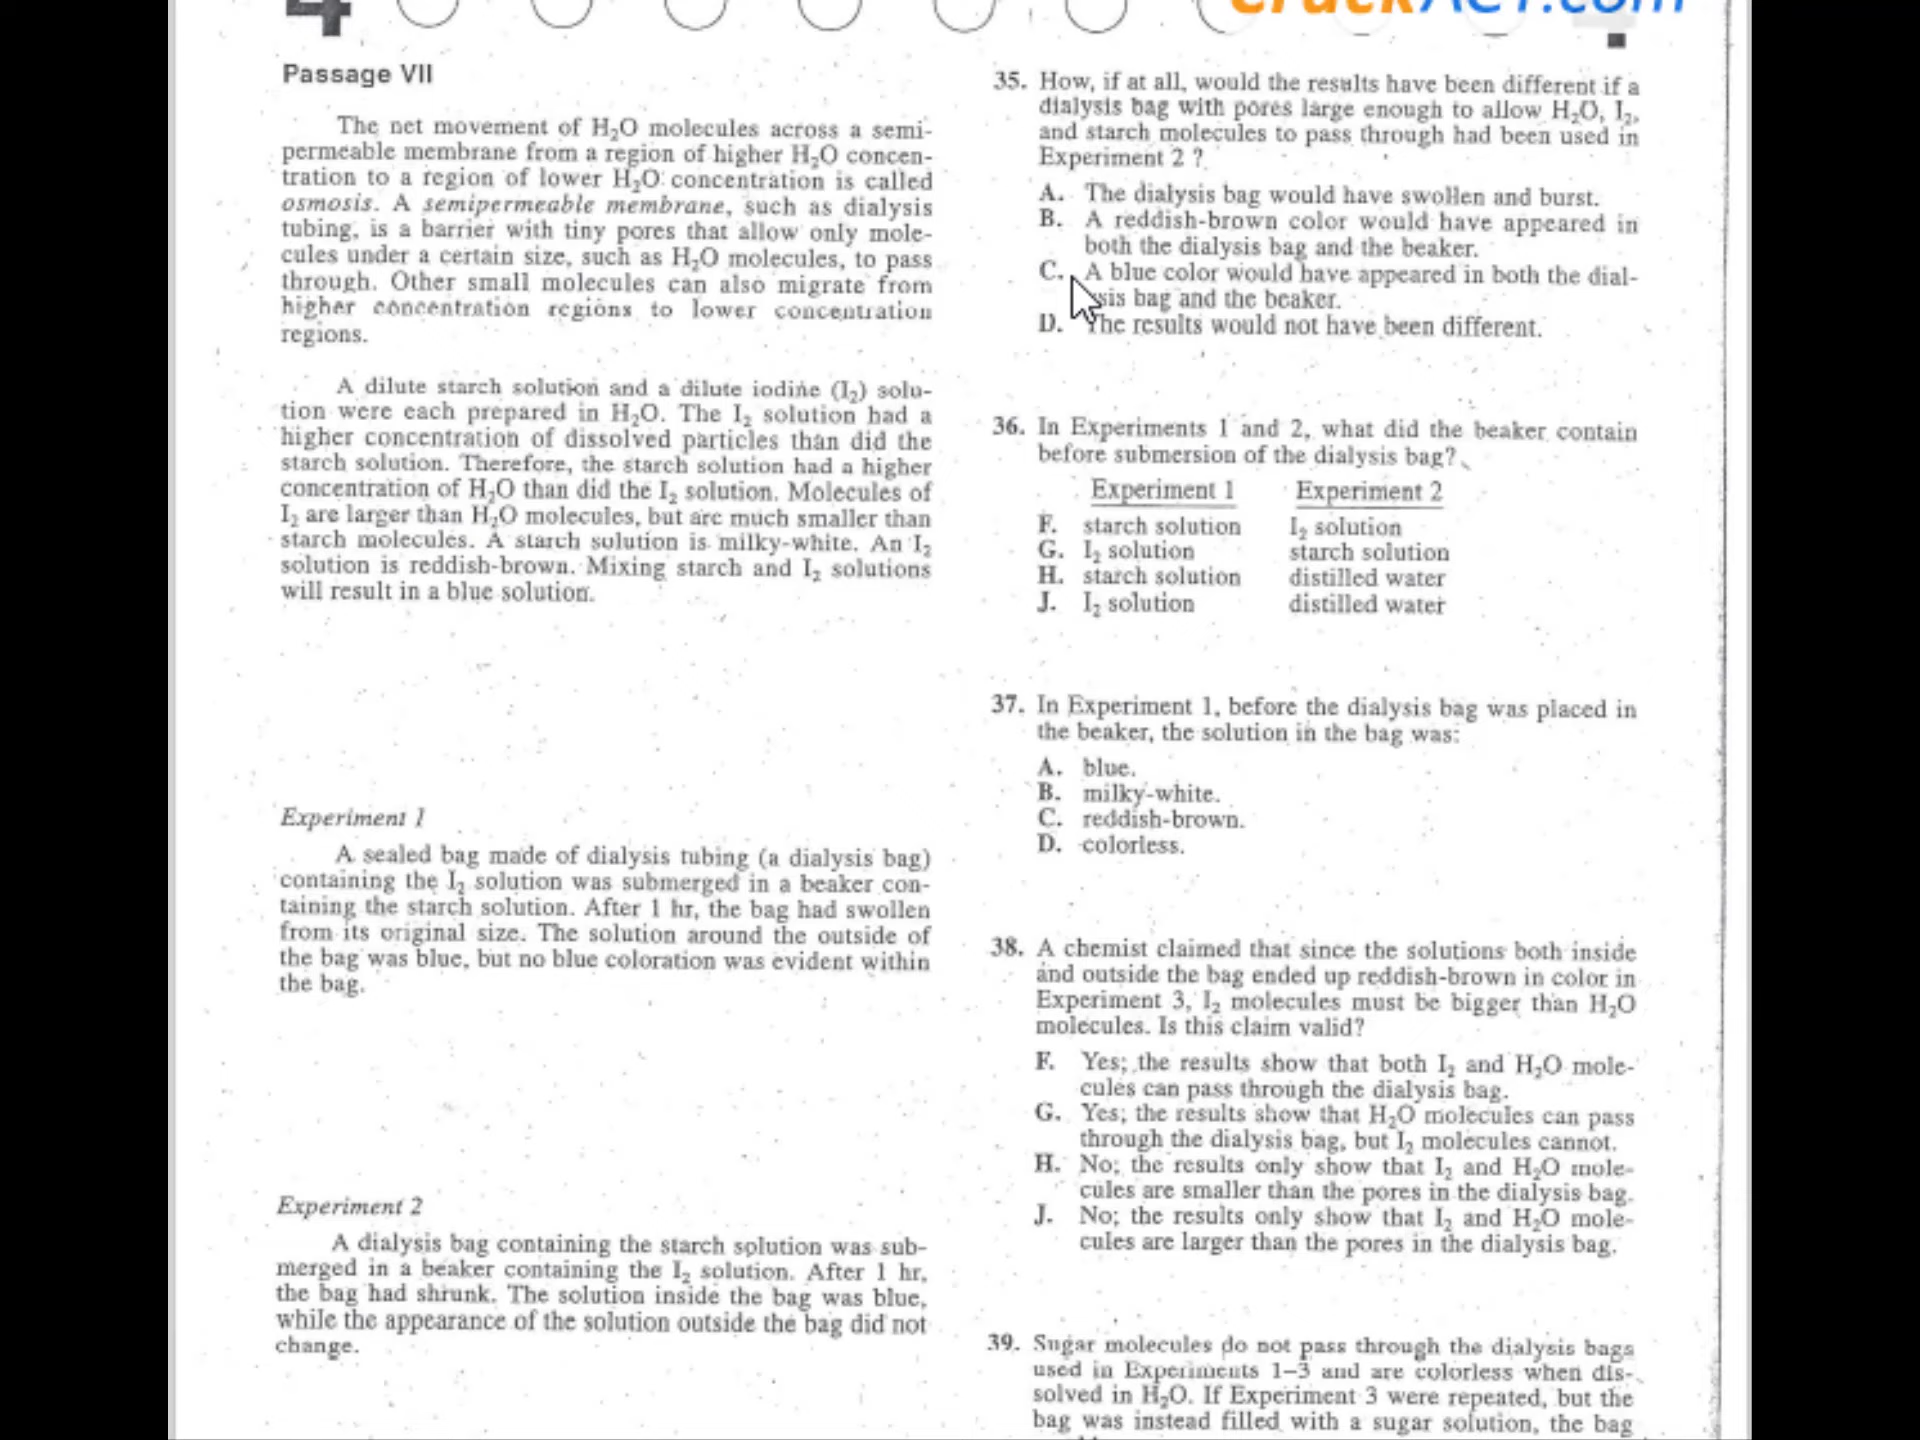 4
crackACT.com
Passage VII
The net movement of H₂O molecules across a semi-
permeable membrane from a region of higher H₂O concen-
tration to a region of lower H₂O concentration is called
osmosis. A semipermeable membrane, such as dialysis
tubing, is a barrier with tiny pores that allow only mole-
cules under a certain size, such as H₂O molecules, to pass
through. Other small molecules can also migrate from
higher concentration regions to lower concentration
regions.
A dilute starch solution and a dilute iodine (I₂) solu-
tion were each prepared in H₂O. The I₂ solution had a
higher concentration of dissolved particles than did the
starch solution. Therefore, the starch solution had a higher
concentration of H₂O than did the I₂ solution. Molecules of
I₂ are larger than H₂O molecules, but are much smaller than
starch molecules. A starch solution is milky-white. An I₂
solution is reddish-brown. Mixing starch and I₂ solutions
will result in a blue solution.
Experiment 1
A sealed bag made of dialysis tubing (a dialysis bag)
containing the I₂ solution was submerged in a beaker con-
taining the starch solution. After 1 hr, the bag had swollen
from its original size. The solution around the outside of
the bag was blue, but no blue coloration was evident within
the bag.
Experiment 2
A dialysis bag containing the starch solution was sub-
merged in a beaker containing the I₂ solution. After 1 hr,
the bag had shrunk. The solution inside the bag was blue,
while the appearance of the solution outside the bag did not
change.
35. How, if at all, would the results have been different if a
dialysis bag with pores large enough to allow H₂O, I₂,
and starch molecules to pass through had been used in
Experiment 2 ?
A. The dialysis bag would have swollen and burst.
B. A reddish-brown color would have appeared in
both the dialysis bag and the beaker.
C. A blue color would have appeared in both the dial-
ysis bag and the beaker.
D. The results would not have been different.
36. In Experiments 1 and 2, what did the beaker contain
before submersion of the dialysis bag?
Experiment 1 Experiment 2
F. starch solution I₂ solution
G. I₂ solution starch solution
H. starch solution distilled water
J. I₂ solution distilled water
37. In Experiment 1, before the dialysis bag was placed in
the beaker, the solution in the bag was:
A. blue.
B. milky-white.
C. reddish-brown.
D. colorless.
38. A chemist claimed that since the solutions both inside
and outside the bag ended up reddish-brown in color in
Experiment 3, I₂ molecules must be bigger than H₂O
molecules. Is this claim valid?
F. Yes; the results show that both I₂ and H₂O mole-
cules can pass through the dialysis bag.
G. Yes; the results show that H₂O molecules can pass
through the dialysis bag, but I₂ molecules cannot.
H. No; the results only show that I₂ and H₂O mole-
cules are smaller than the pores in the dialysis bag.
J. No; the results only show that I₂ and H₂O mole-
cules are larger than the pores in the dialysis bag.
39. Sugar molecules do not pass through the dialysis bags
used in Experiments 1–3 and are colorless when dis-
solved in H₂O. If Experiment 3 were repeated, but the
bag was instead filled with a sugar solution, the bag